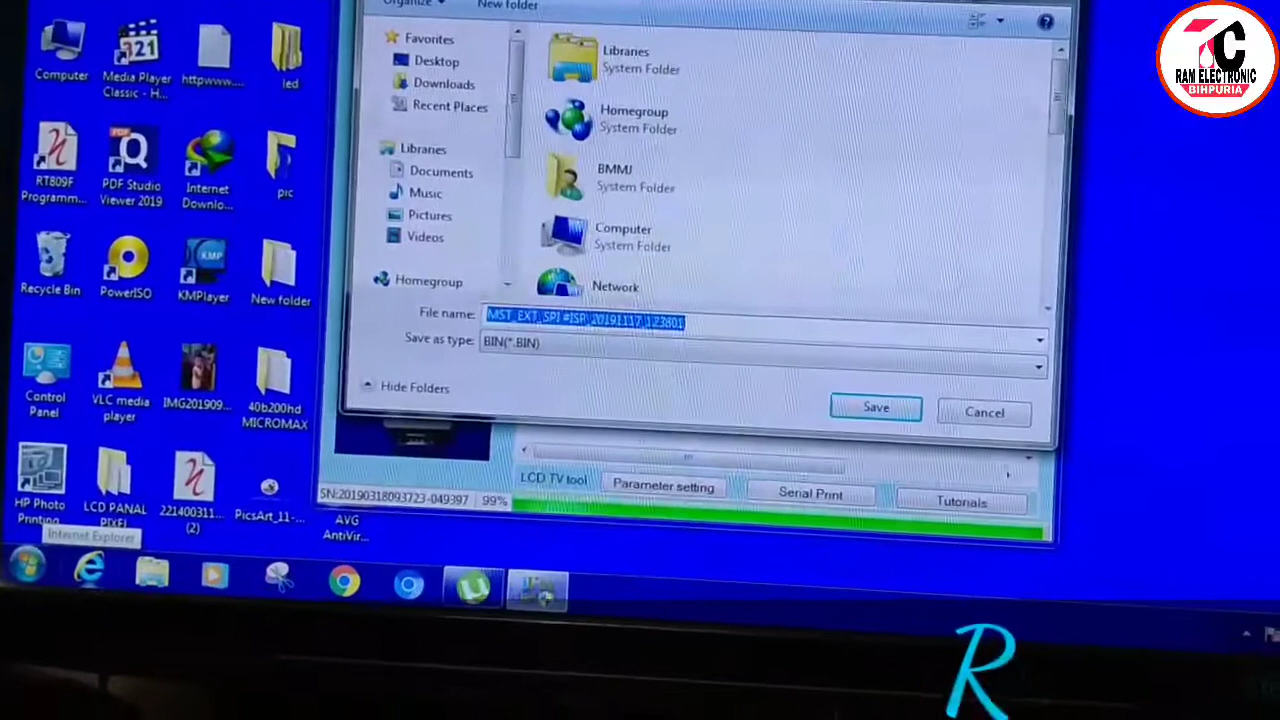 Organize
New folder
Favorites
Desktop
Downloads
Recent Places
Libraries
Documents
Music
Pictures
Videos
Homegroup
Libraries
System Folder
Homegroup
System Folder
BMMJ
System Folder
Computer
System Folder
Network
File name: MST_EXT_SPI #ISP_20191117_123801
Save as type: BIN(*.BIN)
Hide Folders
Save
Cancel
LCD TV tool
Parameter setting
Serial Print
Tutorials
SN:20190318093723-049397
99%
Computer
Media Player
Classic - H...
httpwww....
led
RT809F
Programm...
PDF Studio
Viewer 2019
Internet
Downlo...
pic
Recycle Bin
PowerISO
KMPlayer
New folder
Control
Panel
VLC media
player
IMG201909...
40b200hd
MICROMAX
HP Photo
Printing
LCD PANAL
PIXEL
221400311...
(2)
PicsArt_11-...
AVG
AntiVir...
Internet Explorer
321
PDF
KMP
TC
RAM ELECTRONIC
BIHPURIA
R